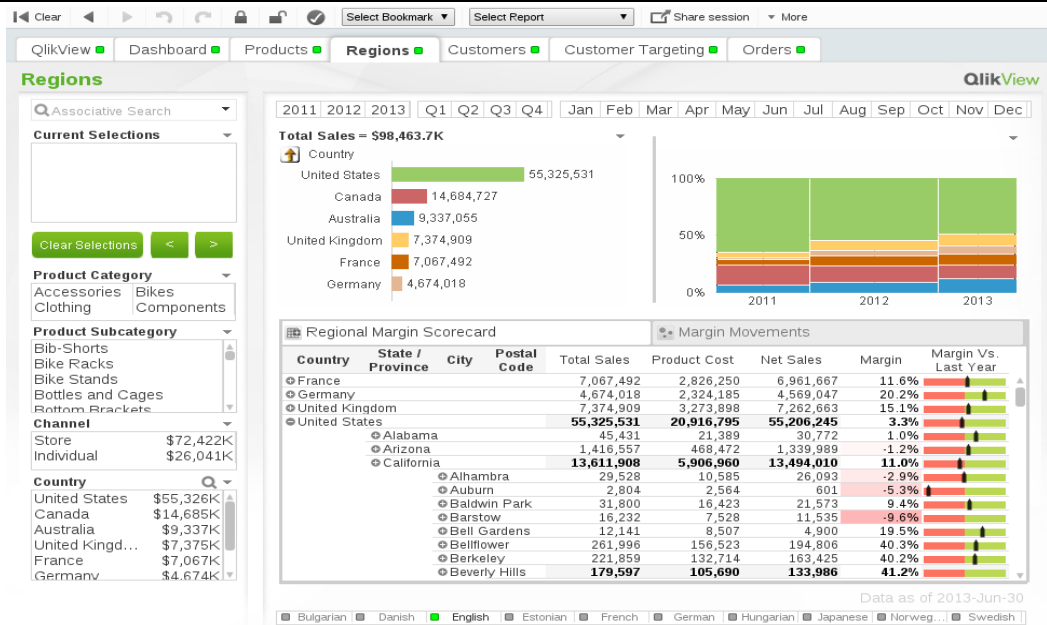 Clear Select Bookmark Select Report Share session More
QlikView Dashboard Products Regions Customers Customer Targeting Orders
Regions
QlikView
Associative Search
Current Selections
Clear Selections < >
Product Category
Accessories Bikes
Clothing Components
Product Subcategory
Bib-Shorts
Bike Racks
Bike Stands
Bottles and Cages
Bottom Brackets
Channel
Store $72,422K
Individual $26,041K
Country
United States $55,326K
Canada $14,685K
Australia $9,337K
United Kingd... $7,375K
France $7,067K
Germany $4,674K
2011 2012 2013 Q1 Q2 Q3 Q4 Jan Feb Mar Apr May Jun Jul Aug Sep Oct Nov Dec
Total Sales = $98,463.7K
Country
United States 55,325,531
Canada 14,684,727
Australia 9,337,055
United Kingdom 7,374,909
France 7,067,492
Germany 4,674,018
100%
50%
0%
2011 2012 2013
Regional Margin Scorecard Margin Movements
Country State / Province City Postal Code Total Sales Product Cost Net Sales Margin Margin Vs. Last Year
France 7,067,492 2,826,250 6,961,667 11.6%
Germany 4,674,018 2,324,185 4,569,047 20.2%
United Kingdom 7,374,909 3,273,898 7,262,663 15.1%
United States 55,325,531 20,916,795 55,206,245 3.3%
Alabama 45,431 21,389 30,772 1.0%
Arizona 1,416,557 468,472 1,339,989 -1.2%
California 13,611,908 5,906,960 13,494,010 11.0%
Alhambra 29,528 10,585 26,093 -2.9%
Auburn 2,804 2,564 601 -5.3%
Baldwin Park 31,800 16,423 21,573 9.4%
Barstow 16,232 7,528 11,535 -9.6%
Bell Gardens 12,141 8,507 4,900 19.5%
Bellflower 261,996 156,523 194,806 40.3%
Berkeley 221,859 132,714 163,425 40.2%
Beverly Hills 179,597 105,690 133,986 41.2%
Data as of 2013-Jun-30
Bulgarian Danish English Estonian French German Hungarian Japanese Norweg... Swedish